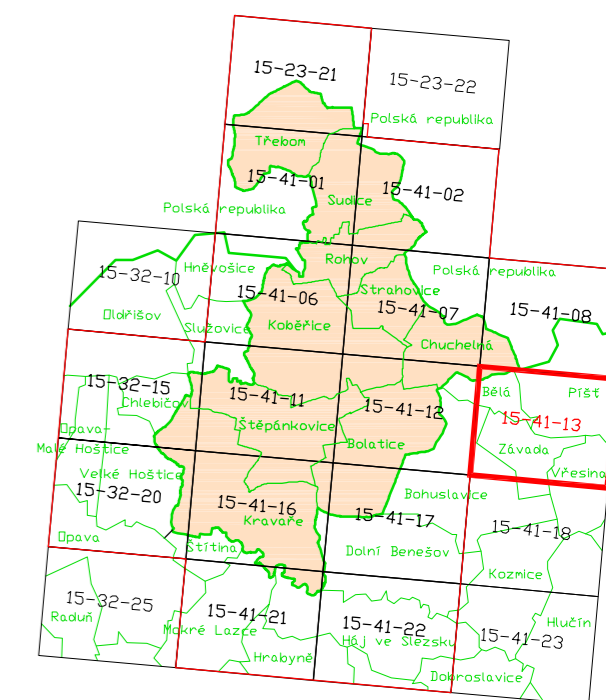 15-23-21
15-23-22
Polská republika
Třebom
15-41-01
15-41-02
Sudice
Polská republika
Rohov
Hněvošice
Polská republika
15-32-10
15-41-06
Strahovice
15-41-07
15-41-08
▯ldřišov
Služovice
Kobeřice
Chuchelná
15-32-15
Chlebičov
15-41-11
15-41-12
Bělá
Píšť
15-41-13
▯pava-
Malé Hoštice
Štěpánkovice
Bolatice
Závada
Velké Hoštice
Vřesina
15-32-20
15-41-16
Kravaře
Bohuslavice
15-41-17
15-41-18
▯pava
Štítina
Dolní Benešov
Kozmice
15-32-25
Raduň
15-41-21
Mokré Lazce
15-41-22
Háj ve Slezsku
15-41-23
Hlučín
Hrabyně
Dobroslavice